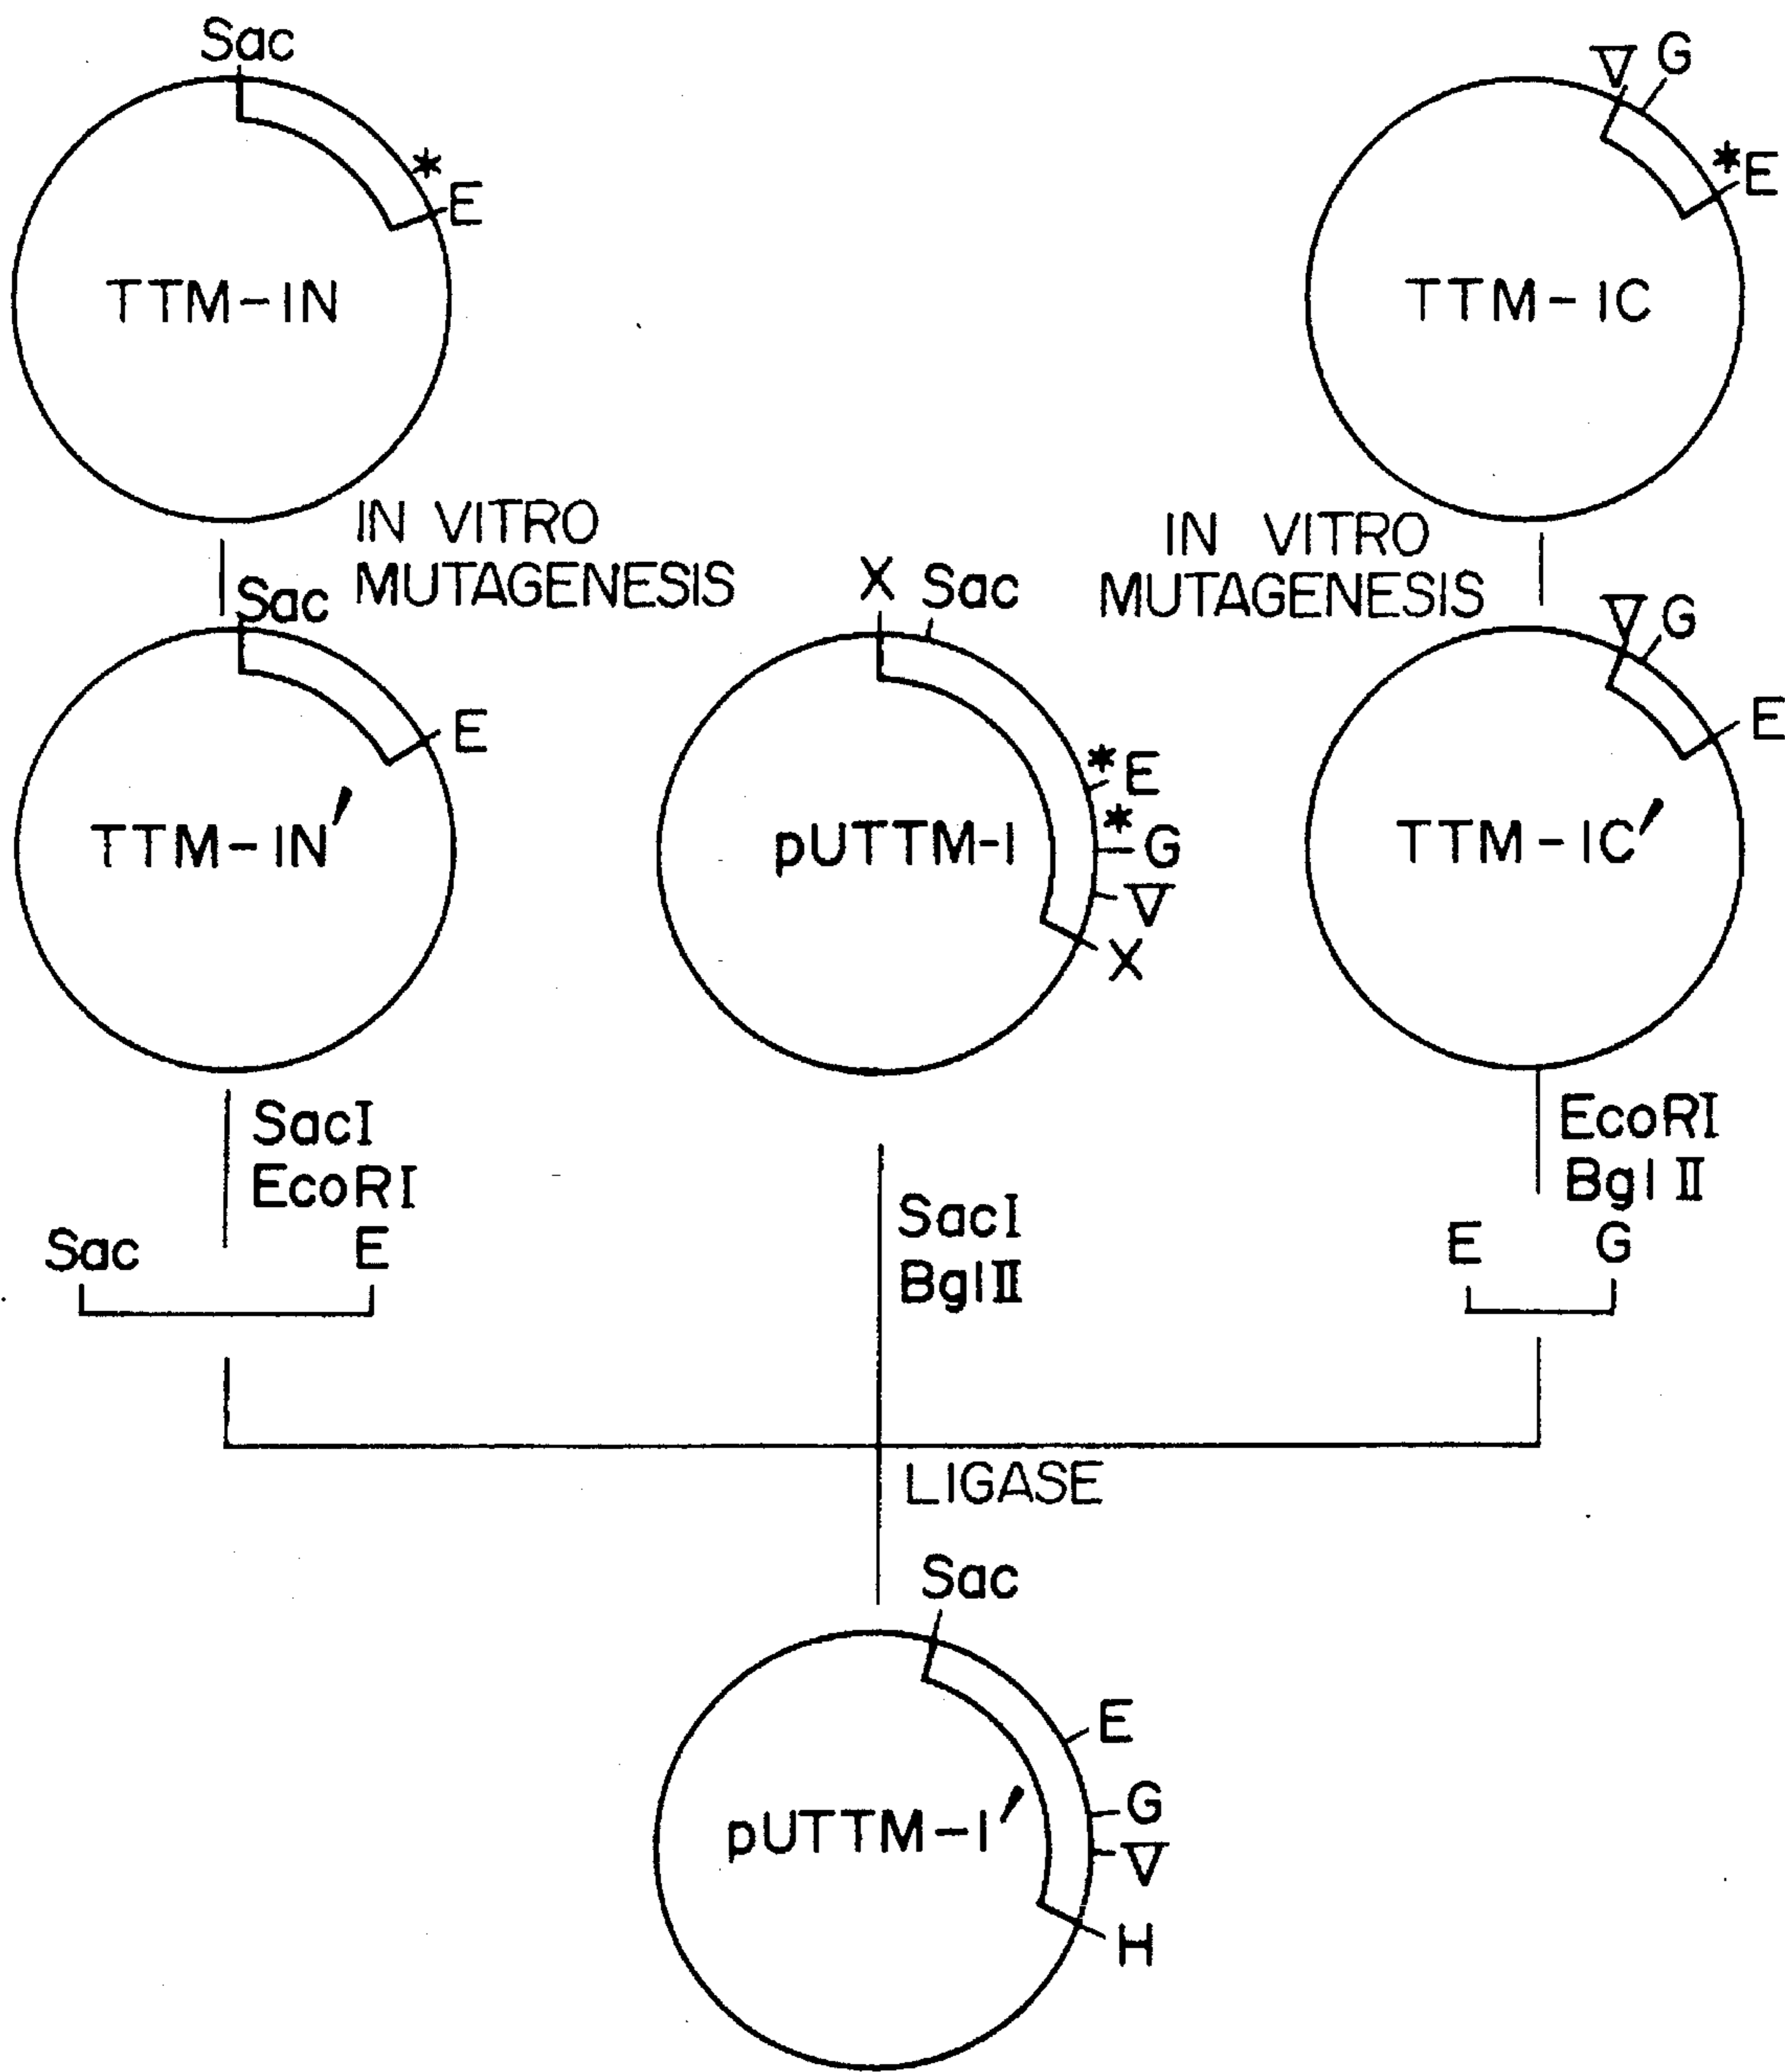 Sac
*
E
TTM-IN
V G
*E
TTM-IC
IN VITRO
MUTAGENESIS
IN VITRO
MUTAGENESIS
Sac
E
TTM-IN'
X Sac
*E
*
G
V
X
pUTTM-I
V G
E
TTM-IC'
SacI
EcoRI
Sac E
SacI
BglII
EcoRI
BglII
E G
LIGASE
Sac
E
G
V
H
pUTTM-I'